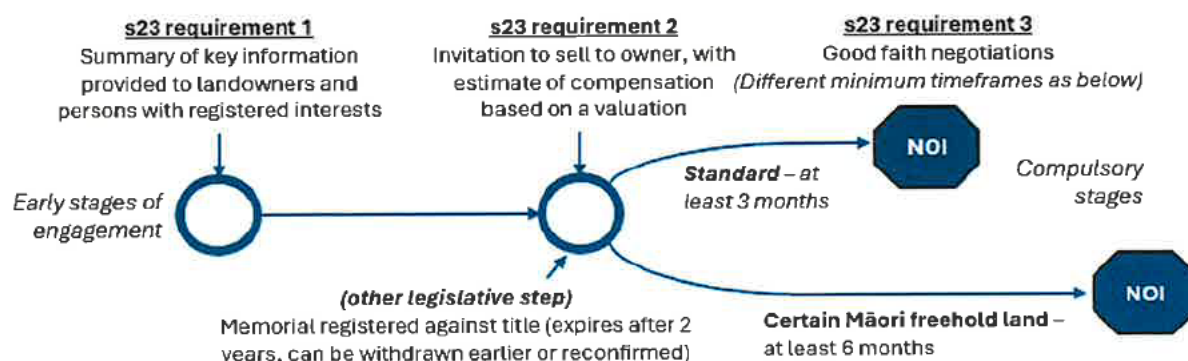 s23 requirement 1
Summary of key information
provided to landowners and
persons with registered interests
s23 requirement 2
Invitation to sell to owner, with
estimate of compensation
based on a valuation
s23 requirement 3
Good faith negotiations
(Different minimum timeframes as below)
NOI
Early stages of
engagement
Standard – at
least 3 months
Compulsory
stages
(other legislative step)
Memorial registered against title (expires after 2
years, can be withdrawn earlier or reconfirmed)
Certain Māori freehold land –
at least 6 months
NOI